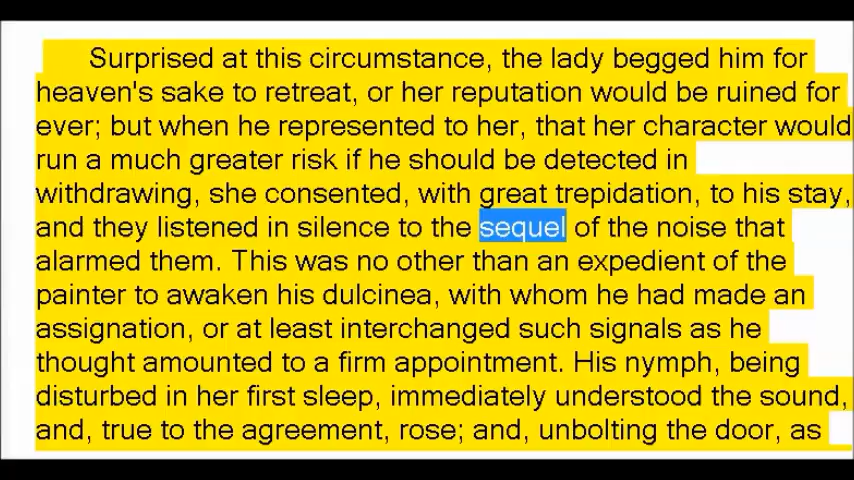 Surprised at this circumstance, the lady begged him for
heaven's sake to retreat, or her reputation would be ruined for
ever; but when he represented to her, that her character would
run a much greater risk if he should be detected in
withdrawing, she consented, with great trepidation, to his stay,
and they listened in silence to the sequel of the noise that
alarmed them. This was no other than an expedient of the
painter to awaken his dulcinea, with whom he had made an
assignation, or at least interchanged such signals as he
thought amounted to a firm appointment. His nymph, being
disturbed in her first sleep, immediately understood the sound,
and, true to the agreement, rose; and, unbolting the door, as